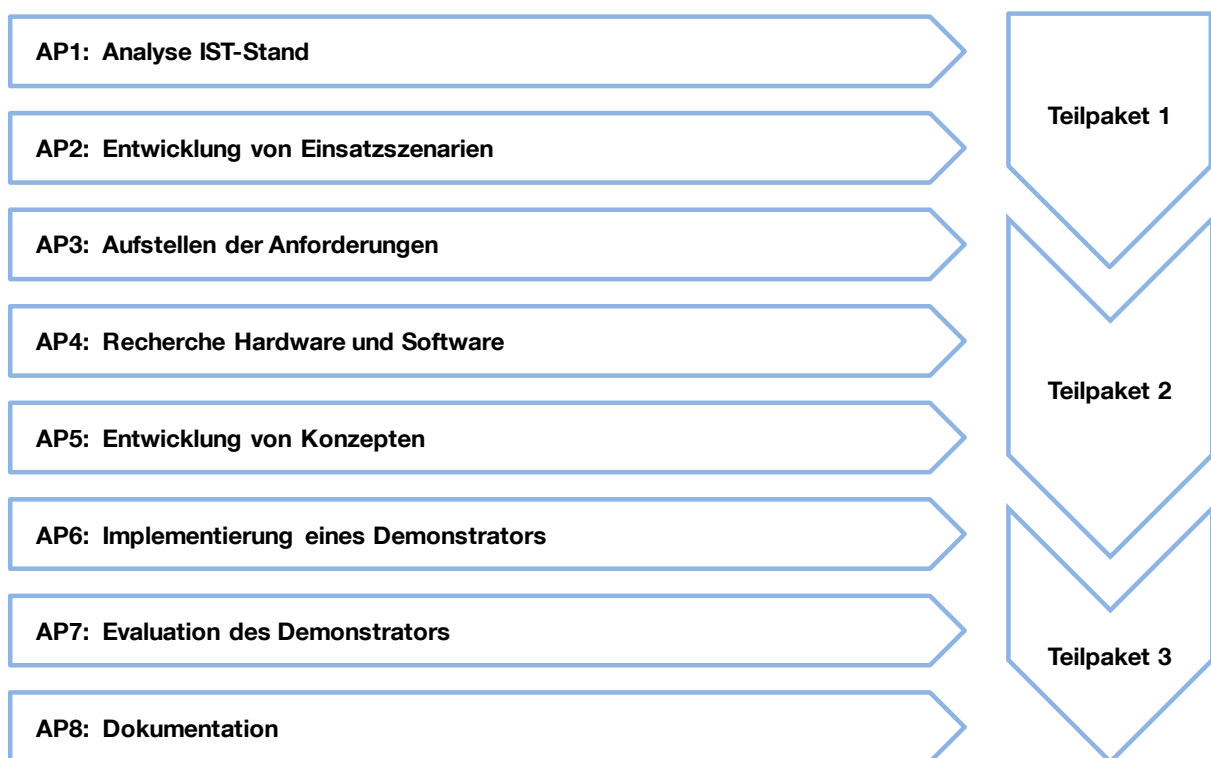 AP1: Analyse IST-Stand
AP2: Entwicklung von Einsatzszenarien
AP3: Aufstellen der Anforderungen
AP4: Recherche Hardware und Software
AP5: Entwicklung von Konzepten
AP6: Implementierung eines Demonstrators
AP7: Evaluation des Demonstrators
AP8: Dokumentation
Teilpaket 1
Teilpaket 2
Teilpaket 3